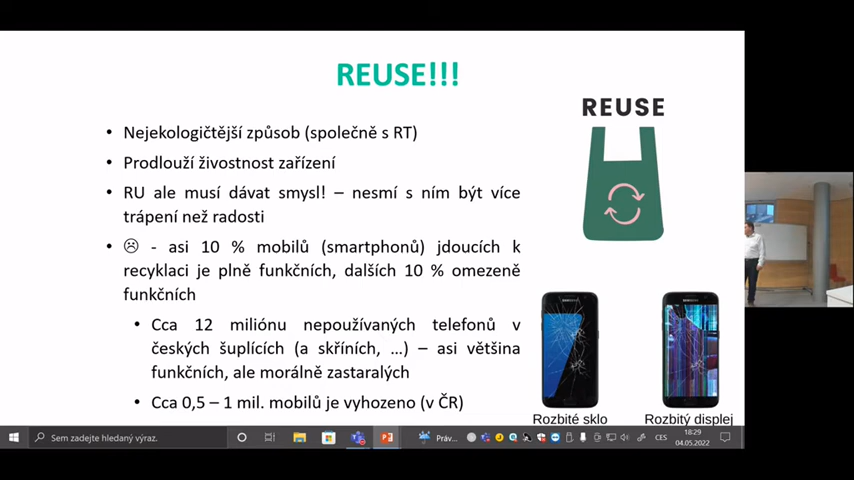 REUSE!!!
REUSE
• Nejekologičtější způsob (společně s RT)
• Prodlouží živostnost zařízení
• RU ale musí dávat smysl! – nesmí s ním být více
trápení než radosti
• ☹ - asi 10 % mobilů (smartphonů) jdoucích k
recyklaci je plně funkčních, dalších 10 % omezeně
funkčních
• Cca 12 miliónu nepoužívaných telefonů v
českých šuplících (a skříních, …) – asi většina
funkčních, ale morálně zastaralých
• Cca 0,5 – 1 mil. mobilů je vyhozeno (v ČR)
SAMSUNG
SAMSUNG
Rozbité sklo
Rozbitý displej
Sem zadejte hledaný výraz.
Práv...
CES
18:29
04.05.2022